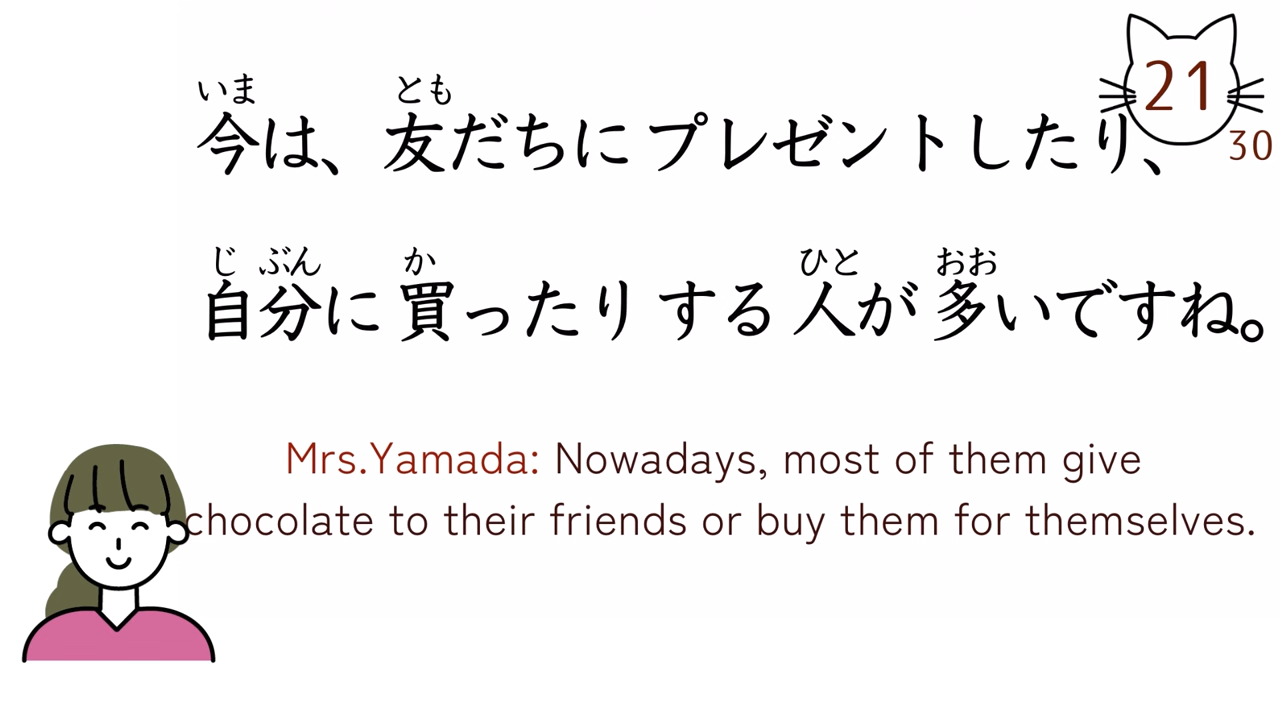 いま とも
今は、友だちに プレゼントしたり、
21
30
じ ぶん か ひと おお
自分に 買ったり する 人が 多いですね。
Mrs.Yamada: Nowadays, most of them give
chocolate to their friends or buy them for themselves.